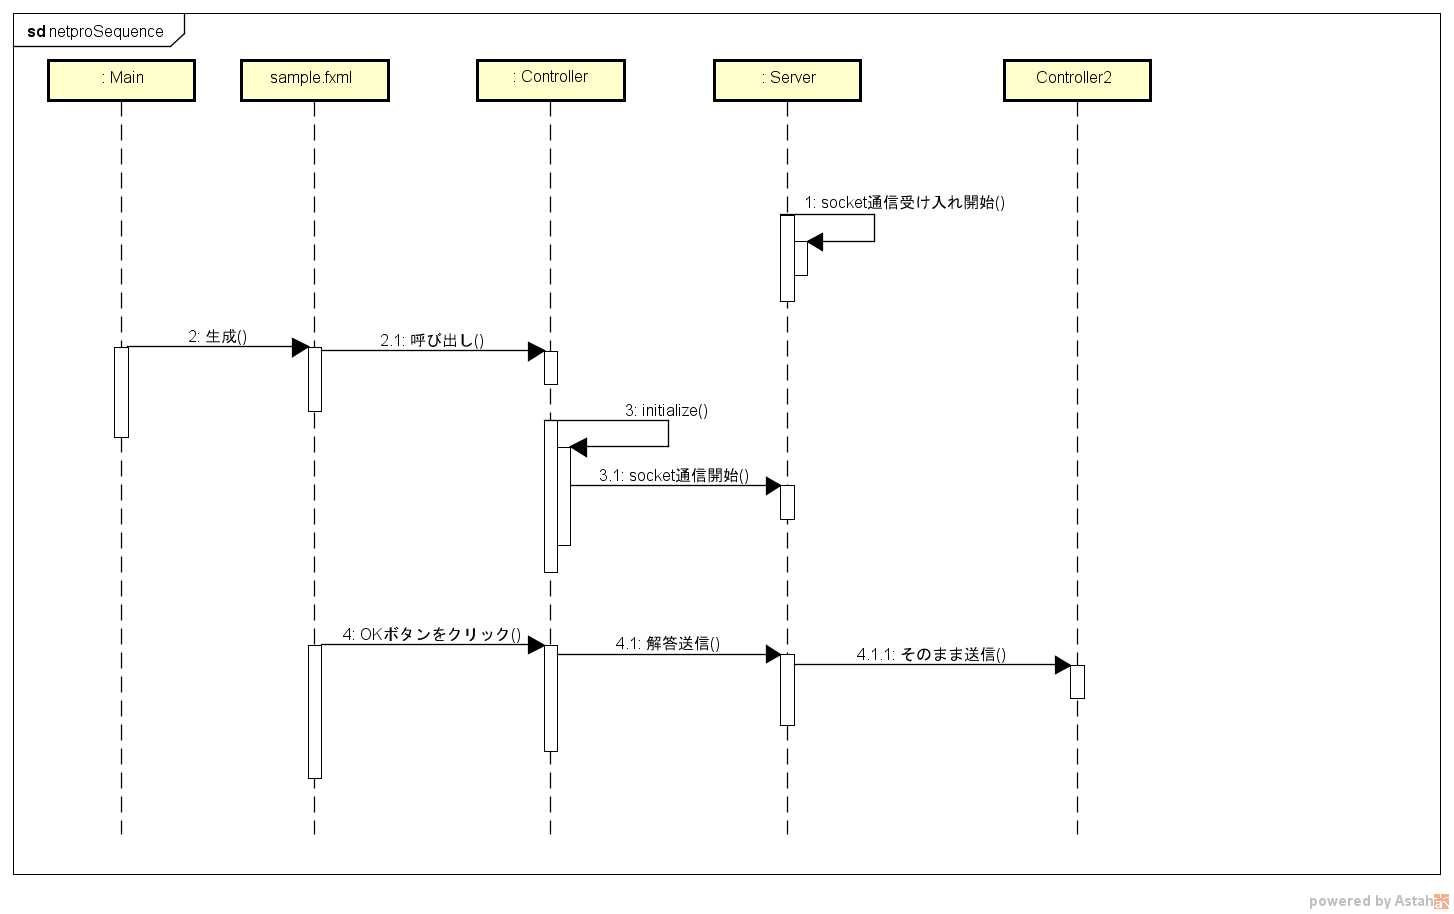 sd netproSequence
: Main
sample.fxml
: Controller
: Server
Controller2
1: socket通信受け入れ開始()
2: 生成()
2.1: 呼び出し()
3: initialize()
3.1: socket通信開始()
4: OKボタンをクリック()
4.1: 解答送信()
4.1.1: そのまま送信()
powered by Astah